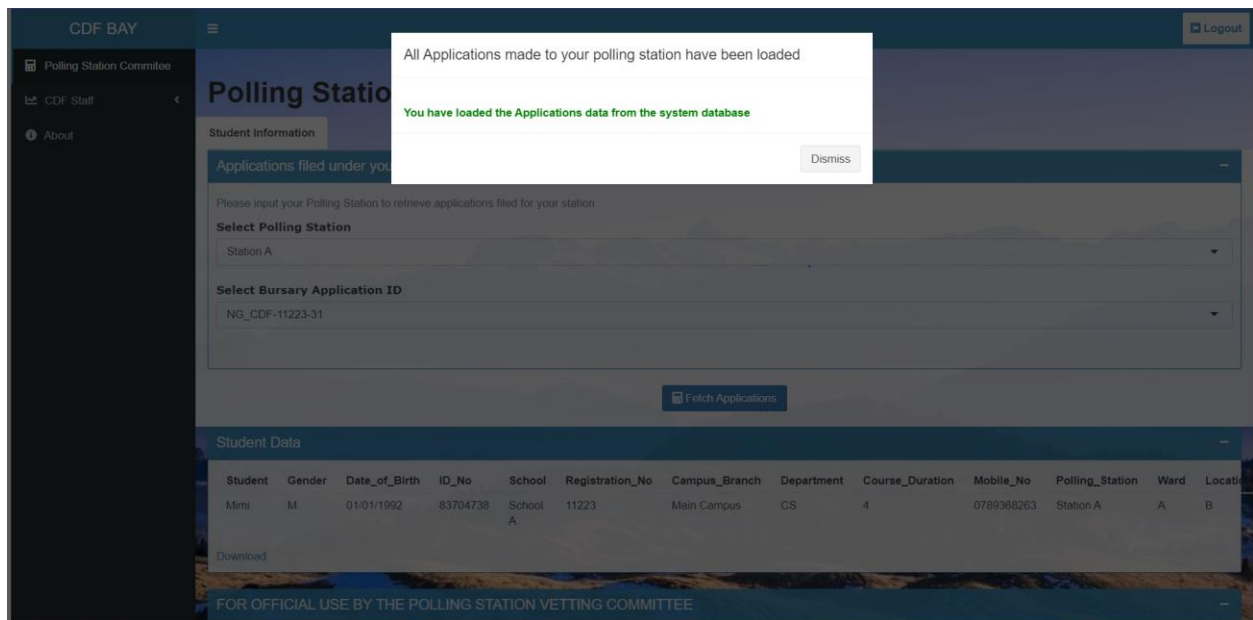 CDF BAY
Logout
All Applications made to your polling station have been loaded
Polling Station Commitee
CDF Staff
Polling Statio
You have loaded the Applications data from the system database
About
Student Information
Dismiss
Applications filed under you
Please input your Polling Station to retrieve applications filed for your station
Select Polling Station
Station A
Select Bursary Application ID
NG_CDF-11223-31
Fetch Applications
Student Data
Student Gender Date_of_Birth ID_No School Registration_No Campus_Branch Department Course_Duration Mobile_No Polling_Station Ward Locatio
Mimi M 01/01/1992 83704738 School 11223 Main Campus CS 4 0789368263 Station A A B
A
Download
FOR OFFICIAL USE BY THE POLLING STATION VETTING COMMITTEE